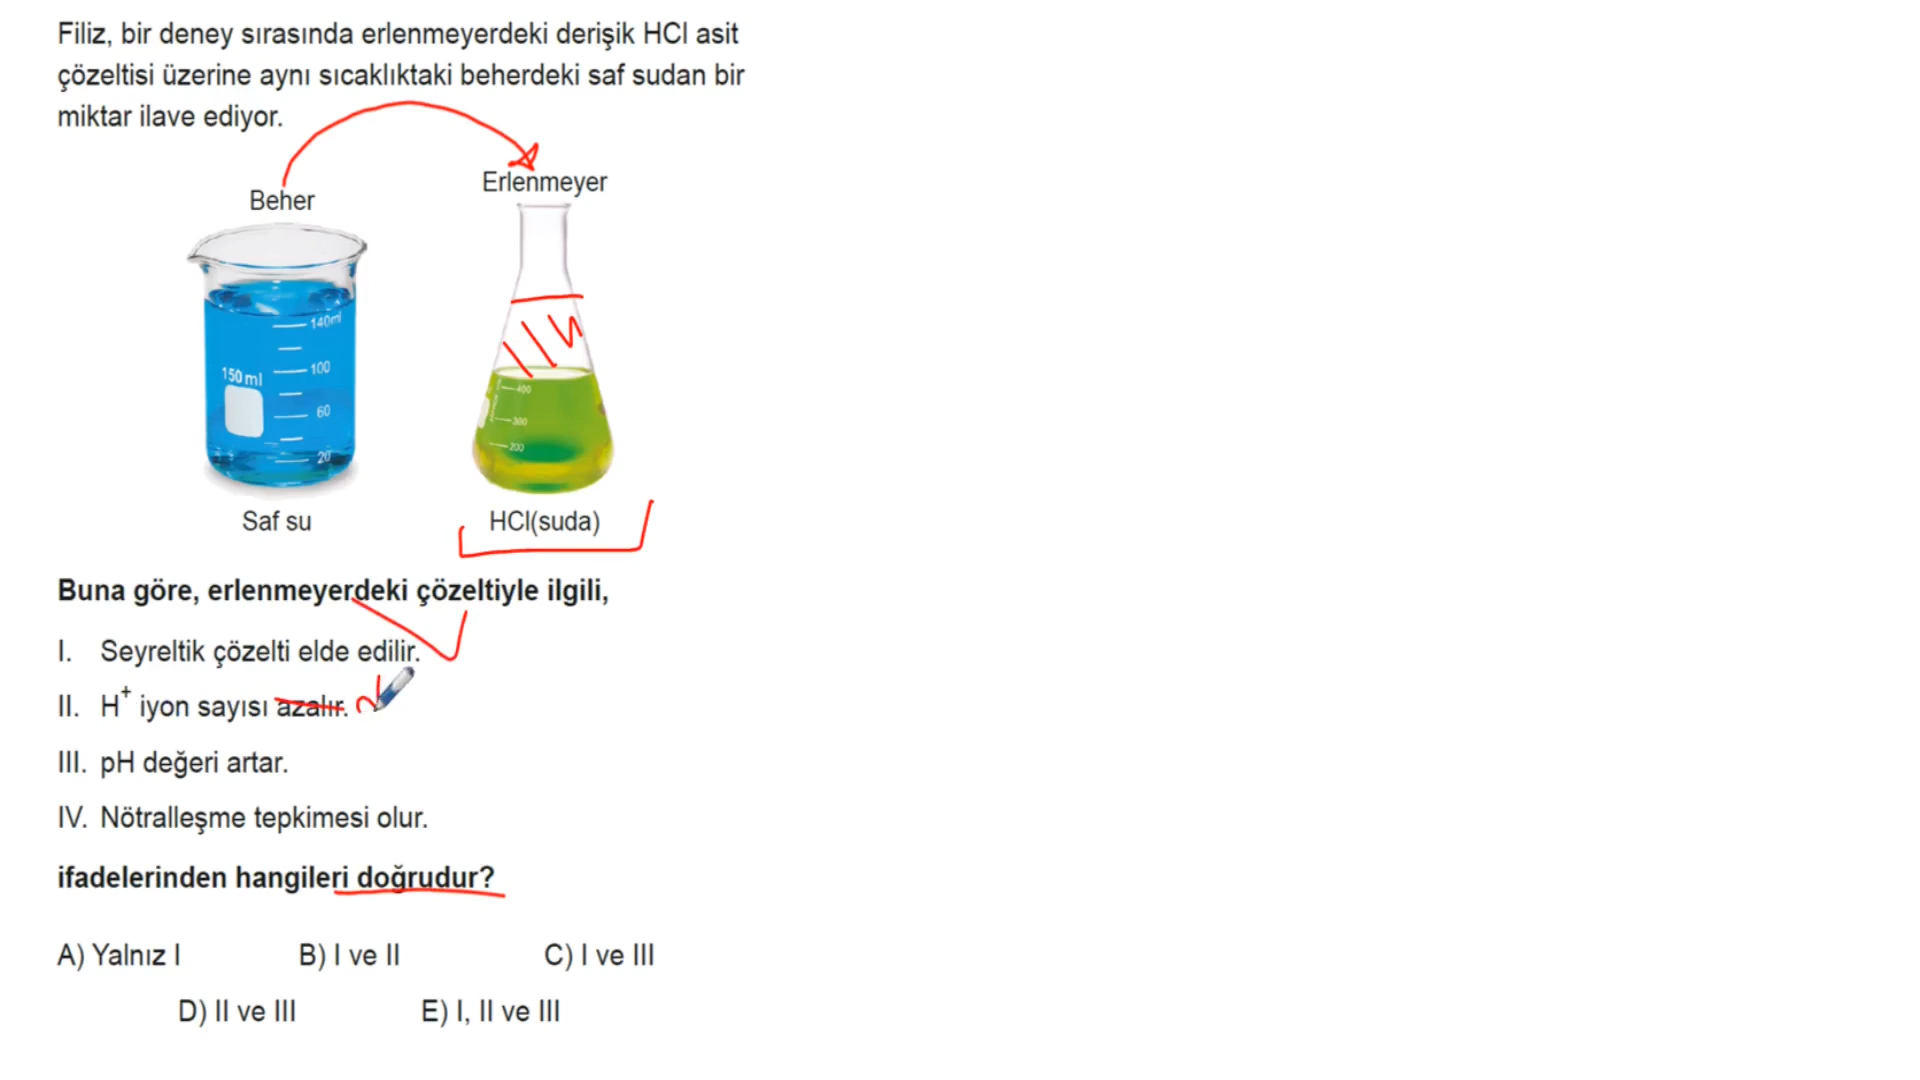 Filiz, bir deney sırasında erlenmeyerdeki derişik HCl asit
çözeltisi üzerine aynı sıcaklıktaki beherdeki saf sudan bir
miktar ilave ediyor.
Beher
Erlenmeyer
150 ml
140ml
100
60
20
400
300
200
Saf su
HCl(suda)
Buna göre, erlenmeyerdeki çözeltiyle ilgili,
I. Seyreltik çözelti elde edilir.
II. H+ iyon sayısı azalır.
III. pH değeri artar.
IV. Nötralleşme tepkimesi olur.
ifadelerinden hangileri doğrudur?
A) Yalnız I B) I ve II C) I ve III
D) II ve III E) I, II ve III